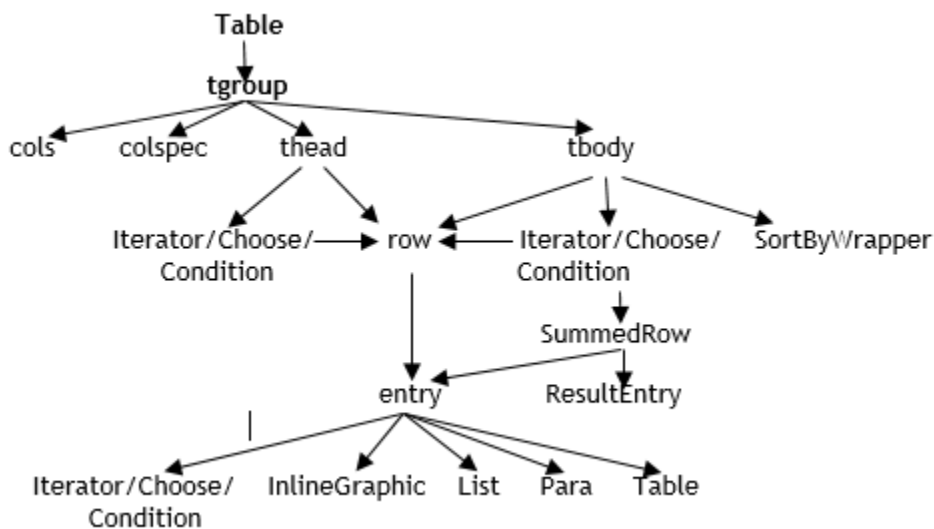 Table
tgroup
cols colspec thead tbody
Iterator/Choose/ row Iterator/Choose/ SortByWrapper
Condition Condition
SummedRow
entry ResultEntry
Iterator/Choose/ InlineGraphic List Para Table
Condition